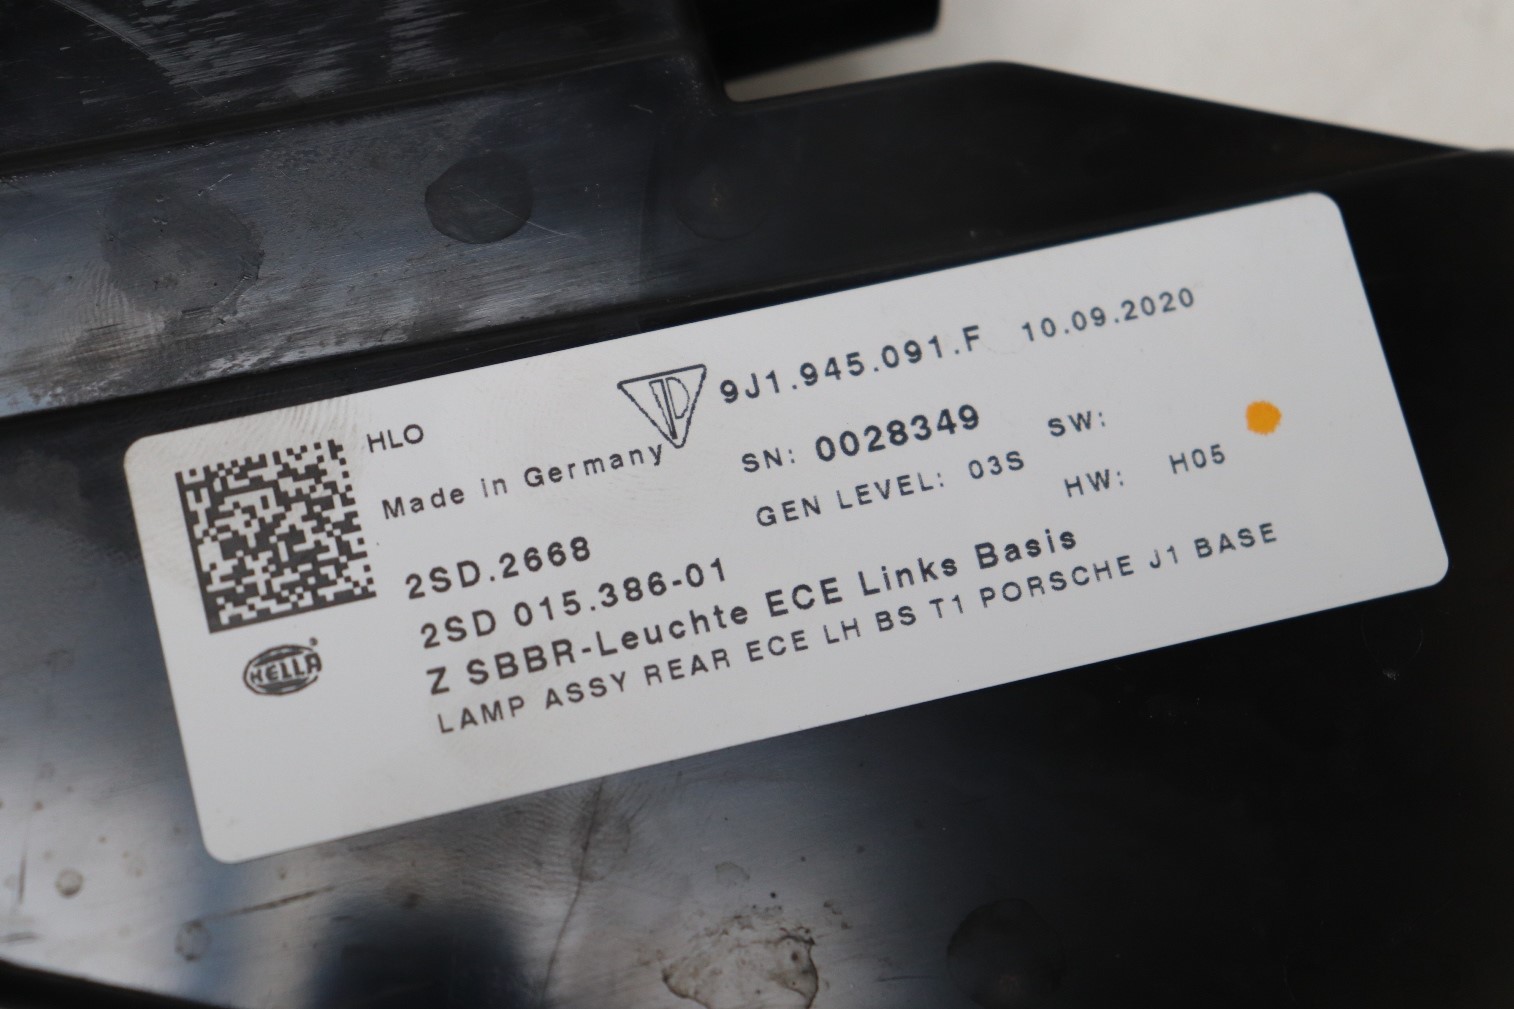 HLO
Made in Germany
9J1.945.091.F 10.09.2020
SN: 0028349 SW:
GEN LEVEL: 03S HW: H05
2SD.2668
2SD 015.386-01
Z SBBR-Leuchte ECE Links Basis
LAMP ASSY REAR ECE LH BS T1 PORSCHE J1 BASE
HELLA